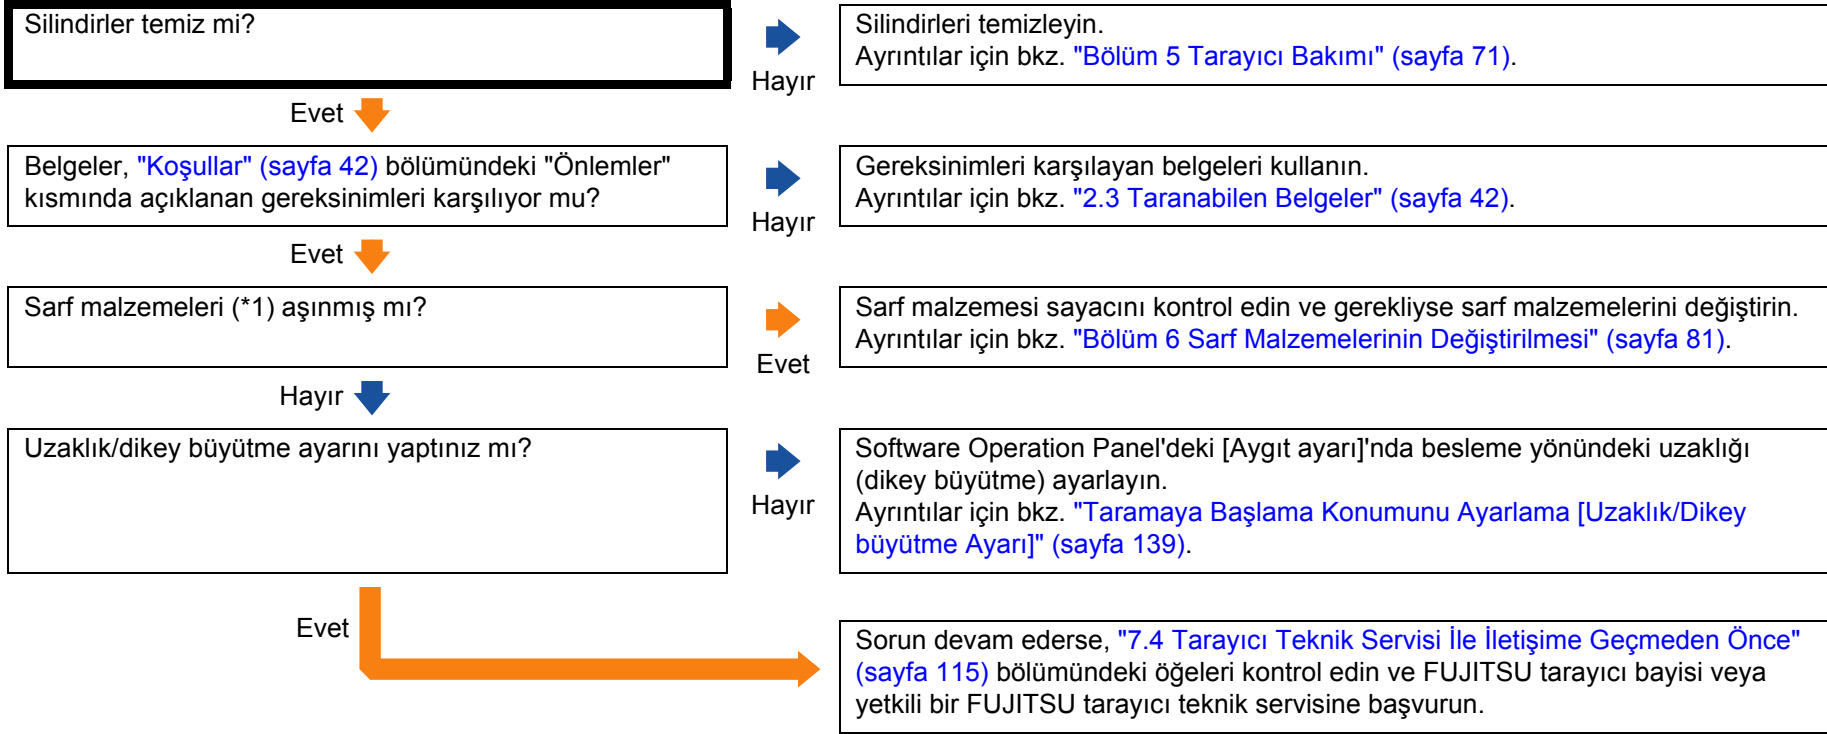 Silindirler temiz mi?
Hayır
Silindirleri temizleyin.
Ayrıntılar için bkz. "Bölüm 5 Tarayıcı Bakımı" (sayfa 71).
Evet
Belgeler, "Koşullar" (sayfa 42) bölümündeki "Önlemler"
kısmında açıklanan gereksinimleri karşılıyor mu?
Hayır
Gereksinimleri karşılayan belgeleri kullanın.
Ayrıntılar için bkz. "2.3 Taranabilen Belgeler" (sayfa 42).
Evet
Sarf malzemeleri (*1) aşınmış mı?
Evet
Sarf malzemesi sayacını kontrol edin ve gerekliyse sarf malzemelerini değiştirin.
Ayrıntılar için bkz. "Bölüm 6 Sarf Malzemelerinin Değiştirilmesi" (sayfa 81).
Hayır
Uzaklık/dikey büyütme ayarını yaptınız mı?
Hayır
Software Operation Panel'deki [Aygıt ayarı]'nda besleme yönündeki uzaklığı
(dikey büyütme) ayarlayın.
Ayrıntılar için bkz. "Taramaya Başlama Konumunu Ayarlama [Uzaklık/Dikey
büyütme Ayarı]" (sayfa 139).
Evet
Sorun devam ederse, "7.4 Tarayıcı Teknik Servisi İle İletişime Geçmeden Önce"
(sayfa 115) bölümündeki öğeleri kontrol edin ve FUJITSU tarayıcı bayisi veya
yetkili bir FUJITSU tarayıcı teknik servisine başvurun.